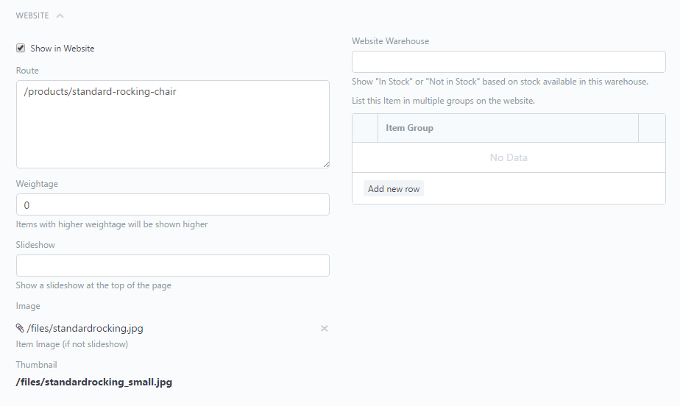 WEBSITE
Show in Website
Route
/products/standard-rocking-chair
Weightage
0
Items with higher weightage will be shown higher
Slideshow
Show a slideshow at the top of the page
Image
/files/standardrocking.jpg
Item Image (if not slideshow)
Thumbnail
/files/standardrocking_small.jpg
Website Warehouse
Show "In Stock" or "Not in Stock" based on stock available in this warehouse.
List this Item in multiple groups on the website.
Item Group
No Data
Add new row